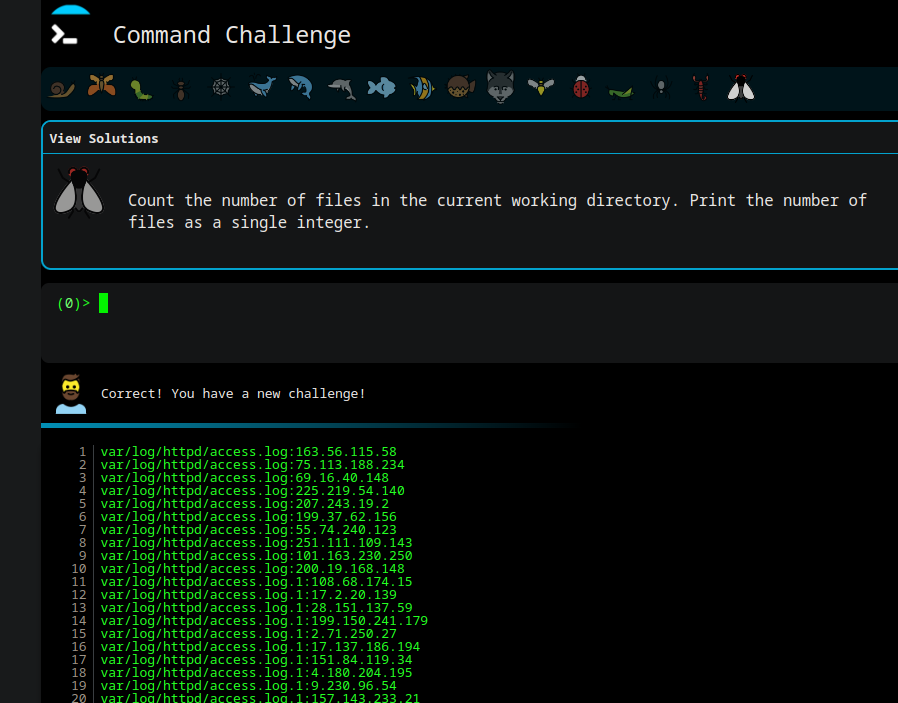 Command Challenge
View Solutions
Count the number of files in the current working directory. Print the number of
files as a single integer.
(0)>
Correct! You have a new challenge!
1 var/log/httpd/access.log:163.56.115.58
2 var/log/httpd/access.log:75.113.188.234
3 var/log/httpd/access.log:69.16.40.148
4 var/log/httpd/access.log:225.219.54.140
5 var/log/httpd/access.log:207.243.19.2
6 var/log/httpd/access.log:199.37.62.156
7 var/log/httpd/access.log:55.74.240.123
8 var/log/httpd/access.log:251.111.109.143
9 var/log/httpd/access.log:101.163.230.250
10 var/log/httpd/access.log:200.19.168.148
11 var/log/httpd/access.log.1:108.68.174.15
12 var/log/httpd/access.log.1:17.2.20.139
13 var/log/httpd/access.log.1:28.151.137.59
14 var/log/httpd/access.log.1:199.150.241.179
15 var/log/httpd/access.log.1:2.71.250.27
16 var/log/httpd/access.log.1:17.137.186.194
17 var/log/httpd/access.log.1:151.84.119.34
18 var/log/httpd/access.log.1:4.180.204.195
19 var/log/httpd/access.log.1:9.230.96.54
20 var/log/httpd/access.log.1:157.143.233.21